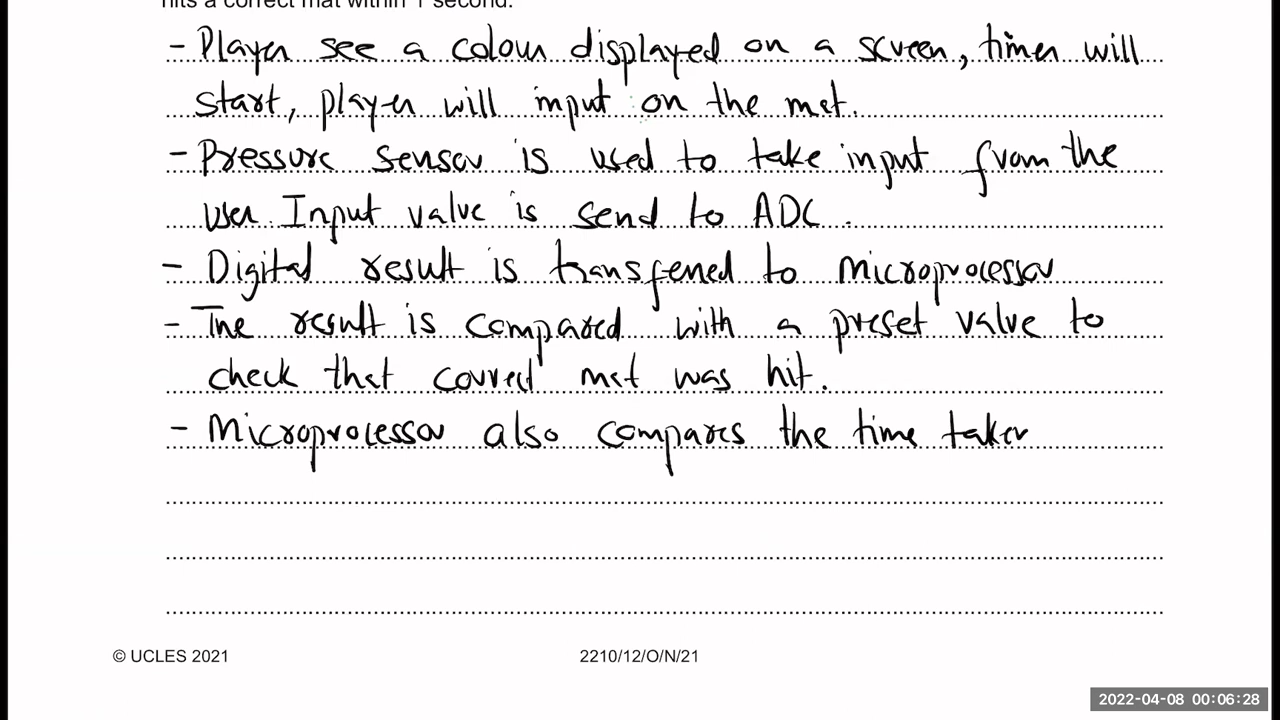 hits a correct mat within 1 second.
- Player see a colour displayed on a screen, timer will
start, player will input on the mat.
- Pressure sensor is used to take input from the
user. Input value is send to ADC.
- Digital result is transferred to microprocessor
- The result is compared with a preset value to
check that correct mat was hit.
- Microprocessor also compares the time taken
© UCLES 2021 2210/12/O/N/21
2022-04-08 00:06:28